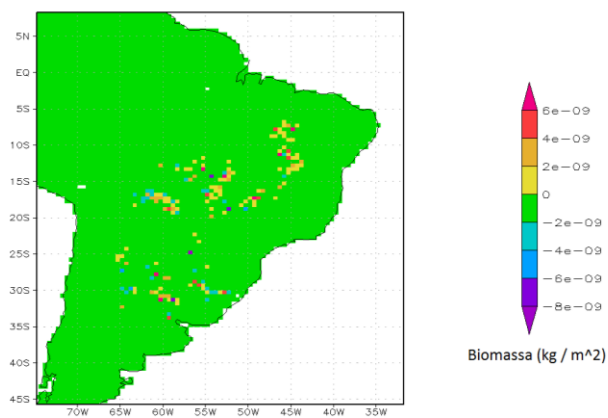 5N
EQ
5S
10S
15S
20S
25S
30S
35S
40S
45S
70W 65W 60W 55W 50W 45W 40W 35W
6e-09
4e-09
2e-09
0
-2e-09
-4e-09
-6e-09
-8e-09
Biomassa (kg / m^2)